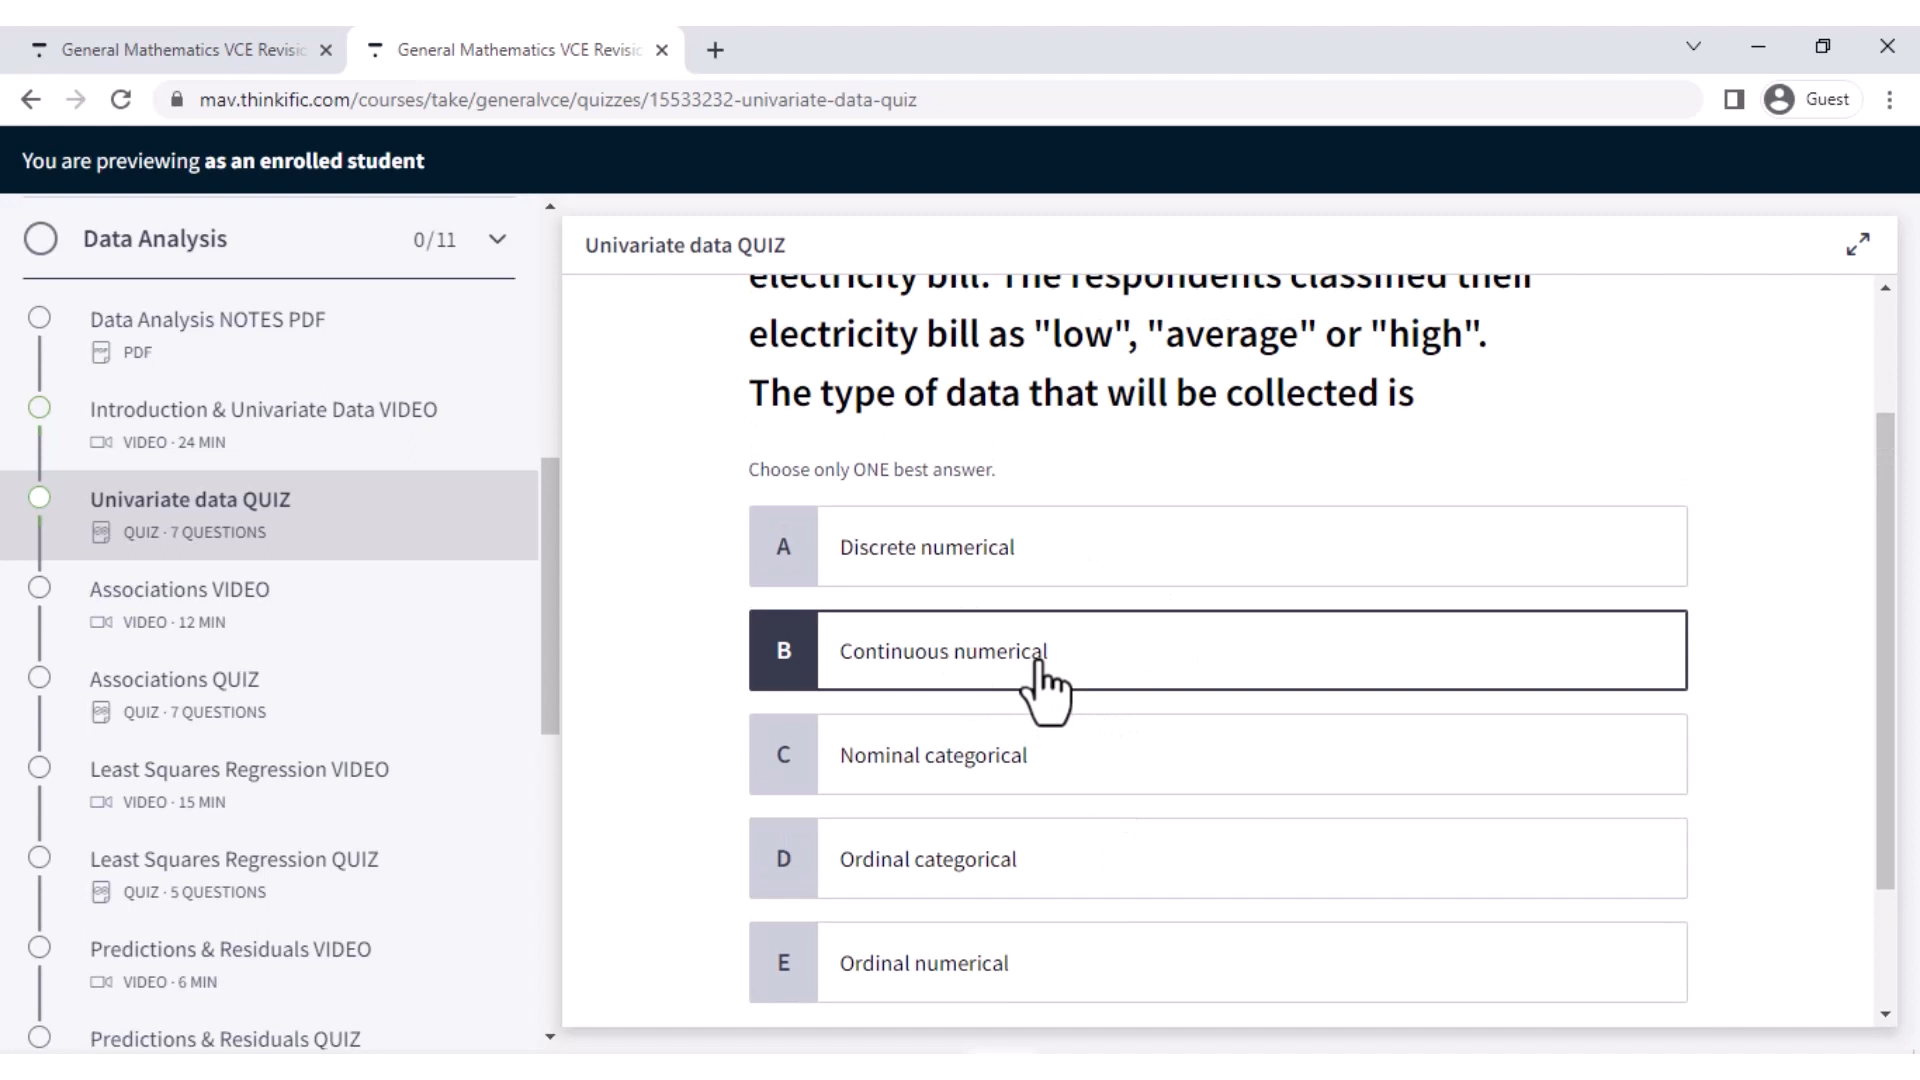 General Mathematics VCE Revisic
General Mathematics VCE Revisic
mav.thinkific.com/courses/take/generalvce/quizzes/15533232-univariate-data-quiz
Guest
You are previewing as an enrolled student
Data Analysis 0/11
Data Analysis NOTES PDF
PDF
Introduction & Univariate Data VIDEO
VIDEO · 24 MIN
Univariate data QUIZ
QUIZ · 7 QUESTIONS
Associations VIDEO
VIDEO · 12 MIN
Associations QUIZ
QUIZ · 7 QUESTIONS
Least Squares Regression VIDEO
VIDEO · 15 MIN
Least Squares Regression QUIZ
QUIZ · 5 QUESTIONS
Predictions & Residuals VIDEO
VIDEO · 6 MIN
Predictions & Residuals QUIZ
Univariate data QUIZ
electricity bill. The respondents classified their
electricity bill as "low", "average" or "high".
The type of data that will be collected is
Choose only ONE best answer.
A Discrete numerical
B Continuous numerical
C Nominal categorical
D Ordinal categorical
E Ordinal numerical